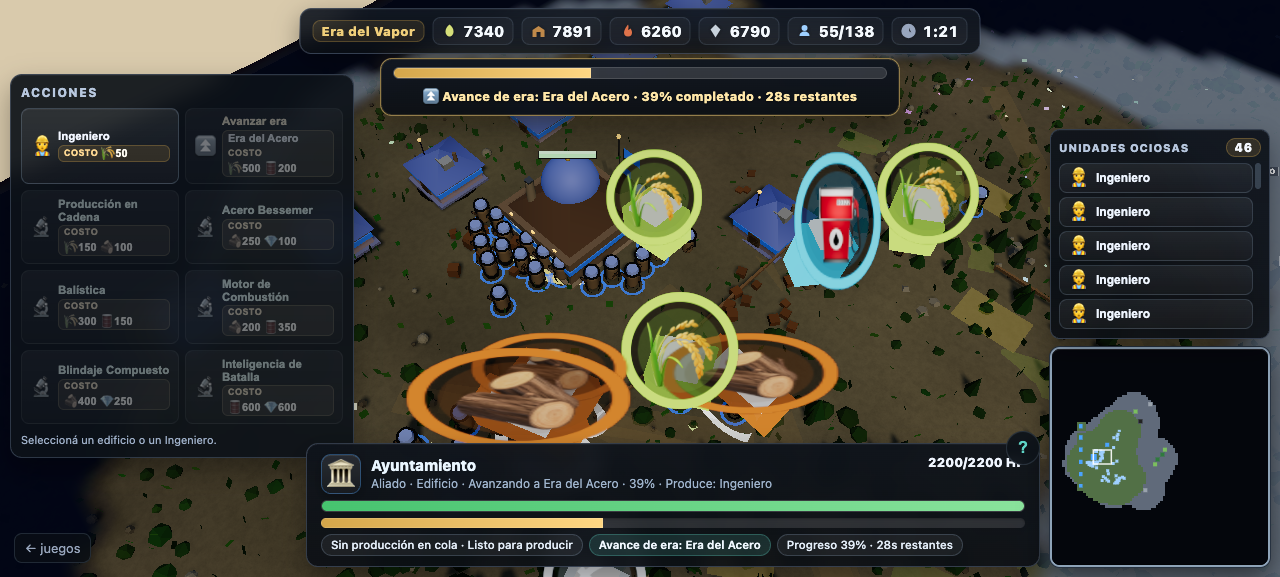 Era del Vapor 7340 7891 6260 6790 55/138 1:21
Avance de era: Era del Acero · 39% completado · 28s restantes
ACCIONES
Ingeniero
COSTO 50
Avanzar era
Era del Acero
COSTO
500 200
Producción en
Cadena
COSTO
150 100
Acero Bessemer
COSTO
250 100
Balística
COSTO
300 150
Motor de
Combustión
COSTO
200 350
Blindaje Compuesto
COSTO
400 250
Inteligencia de
Batalla
COSTO
600 600
Seleccioná un edificio o un Ingeniero.
UNIDADES OCIOSAS 46
Ingeniero
Ingeniero
Ingeniero
Ingeniero
Ingeniero
?
Ayuntamiento
2200/2200
Aliado · Edificio · Avanzando a Era del Acero · 39% · Produce: Ingeniero
Sin producción en cola · Listo para producir
Avance de era: Era del Acero
Progreso 39% · 28s restantes
← juegos